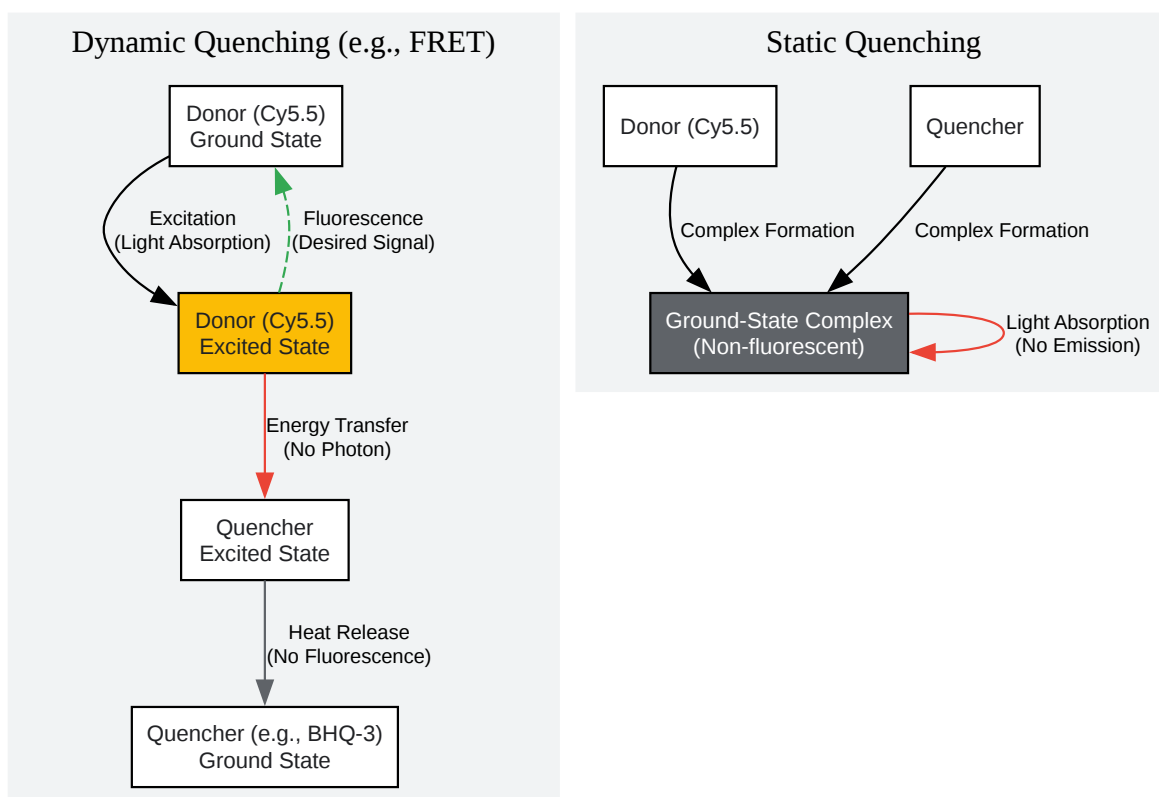 Dynamic Quenching (e.g., FRET)
Donor (Cy5.5)
Ground State
Excitation
(Light Absorption)
Fluorescence
(Desired Signal)
Donor (Cy5.5)
Excited State
Energy Transfer
(No Photon)
Quencher
Excited State
Heat Release
(No Fluorescence)
Quencher (e.g., BHQ-3)
Ground State
Static Quenching
Donor (Cy5.5)
Quencher
Complex Formation
Complex Formation
Ground-State Complex
(Non-fluorescent)
Light Absorption
(No Emission)